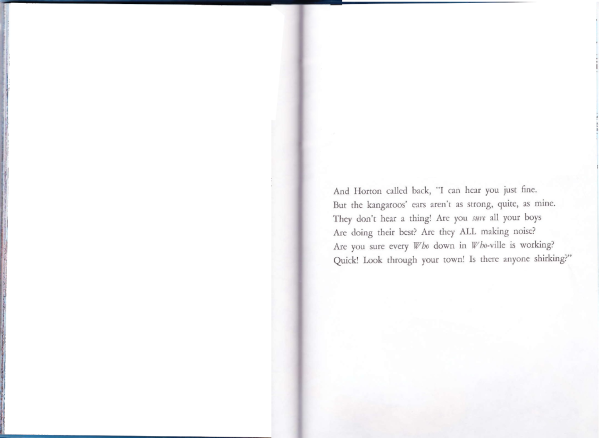 And Horton called back, "I can hear you just fine.
But the kangaroos' ears aren't as strong, quite, as mine.
They don't hear a thing! Are you sure all your boys
Are doing their best? Are they ALL making noise?
Are you sure every Who down in Who-ville is working?
Quick! Look through your town! Is there anyone shirking?"